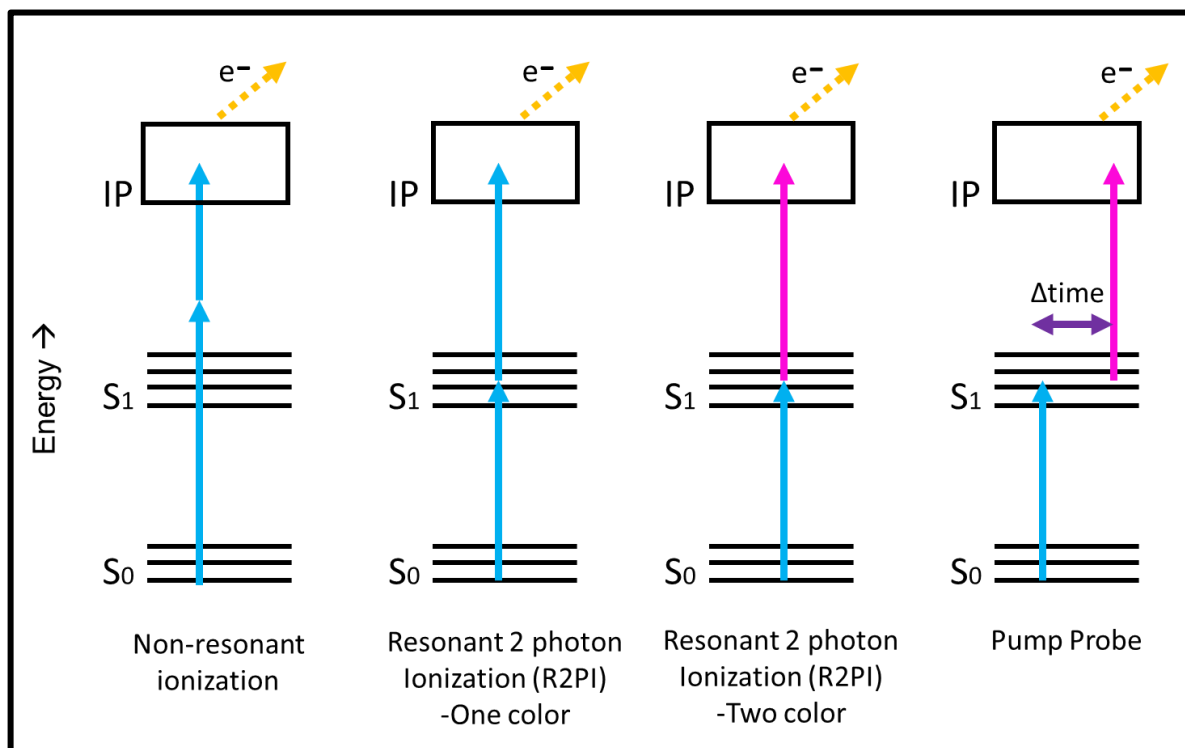 e⁻
e⁻
e⁻
e⁻
IP
IP
IP
IP
Δtime
Energy →
S₁
S₁
S₁
S₁
S₀
S₀
S₀
S₀
Non-resonant
ionization
Resonant 2 photon
Ionization (R2PI)
-One color
Resonant 2 photon
Ionization (R2PI)
-Two color
Pump Probe